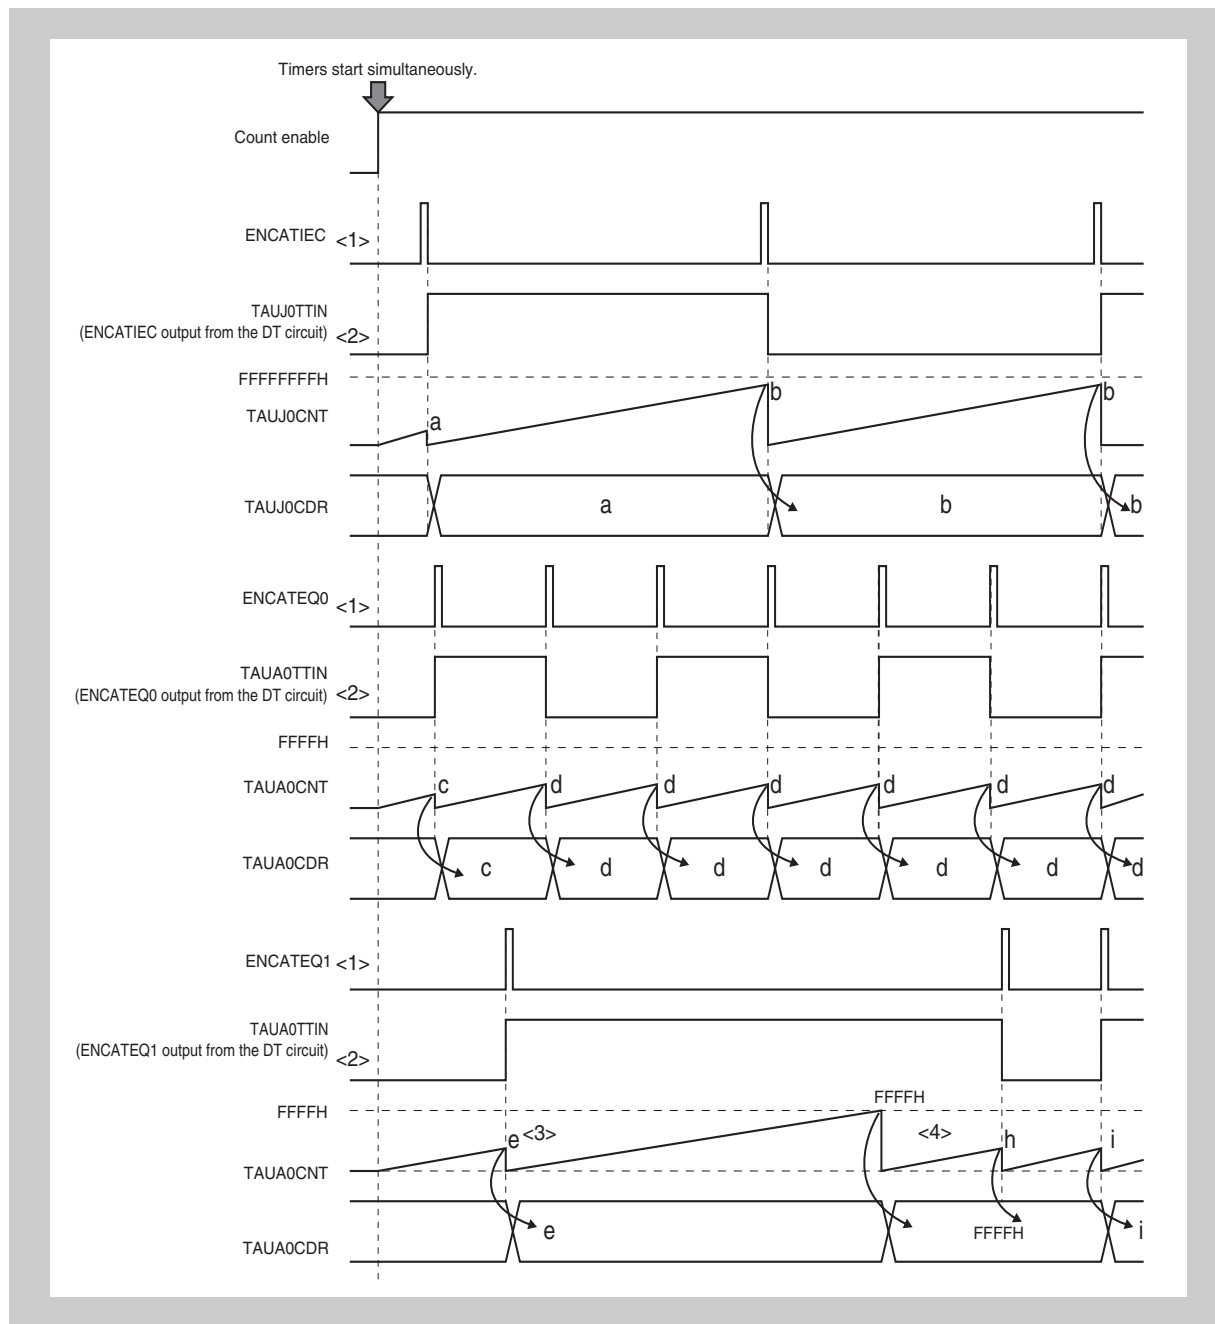 Timers start simultaneously.
Count enable
ENCATIEC <1>
TAUJ0TTIN
(ENCATIEC output from the DT circuit) <2>
FFFFFFFFH
TAUJ0CNT
a b b
TAUJ0CDR a b b
ENCATEQ0 <1>
TAUA0TTIN
(ENCATEQ0 output from the DT circuit) <2>
FFFFH
TAUA0CNT c d d d d d d
TAUA0CDR c d d d d d d
ENCATEQ1 <1>
TAUA0TTIN
(ENCATEQ1 output from the DT circuit) <2>
FFFFH FFFFH
e <3> <4> h i
TAUA0CNT
e FFFFH i
TAUA0CDR